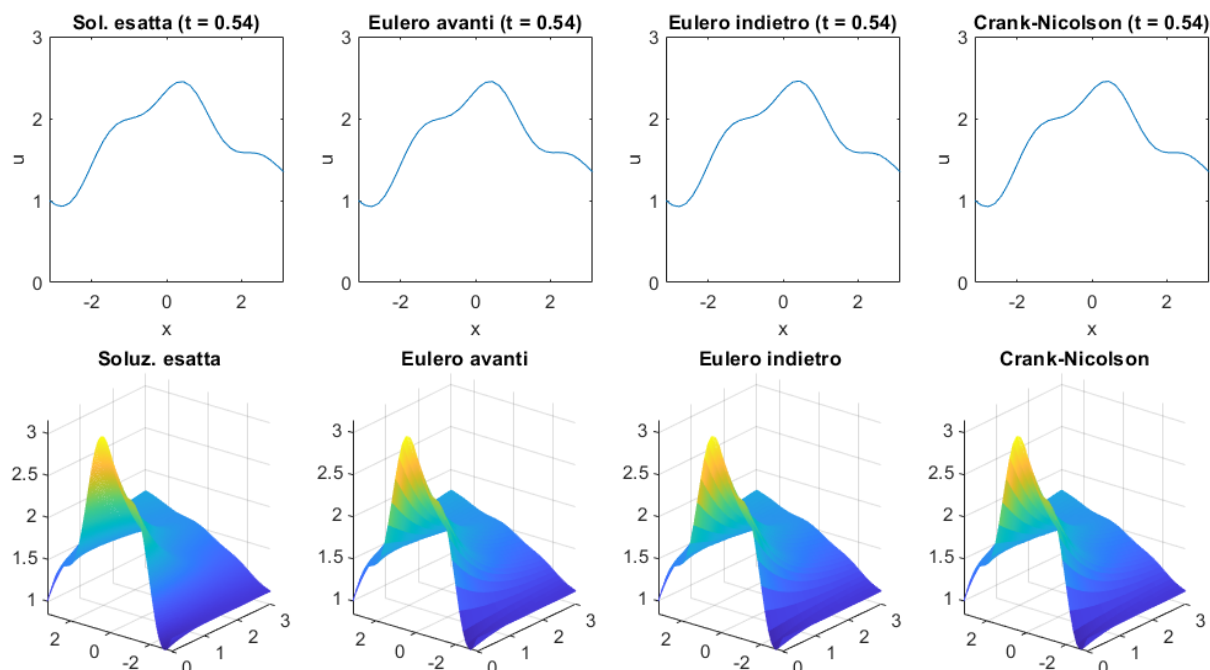 Sol. esatta (t = 0.54) Eulero avanti (t = 0.54) Eulero indietro (t = 0.54) Crank-Nicolson (t = 0.54)
3 3 3 3
2 2 2 2
u u u u
1 1 1 1
0 0 0 0
-2 0 2 -2 0 2 -2 0 2 -2 0 2
x x x x
Soluz. esatta Eulero avanti Eulero indietro Crank-Nicolson
3 3 3 3
2.5 2.5 2.5 2.5
2 2 2 2
1.5 1.5 1.5 1.5
1 1 1 1
2 0 -2 0 1 2 3 2 0 -2 0 1 2 3 2 0 -2 0 1 2 3 2 0 -2 0 1 2 3